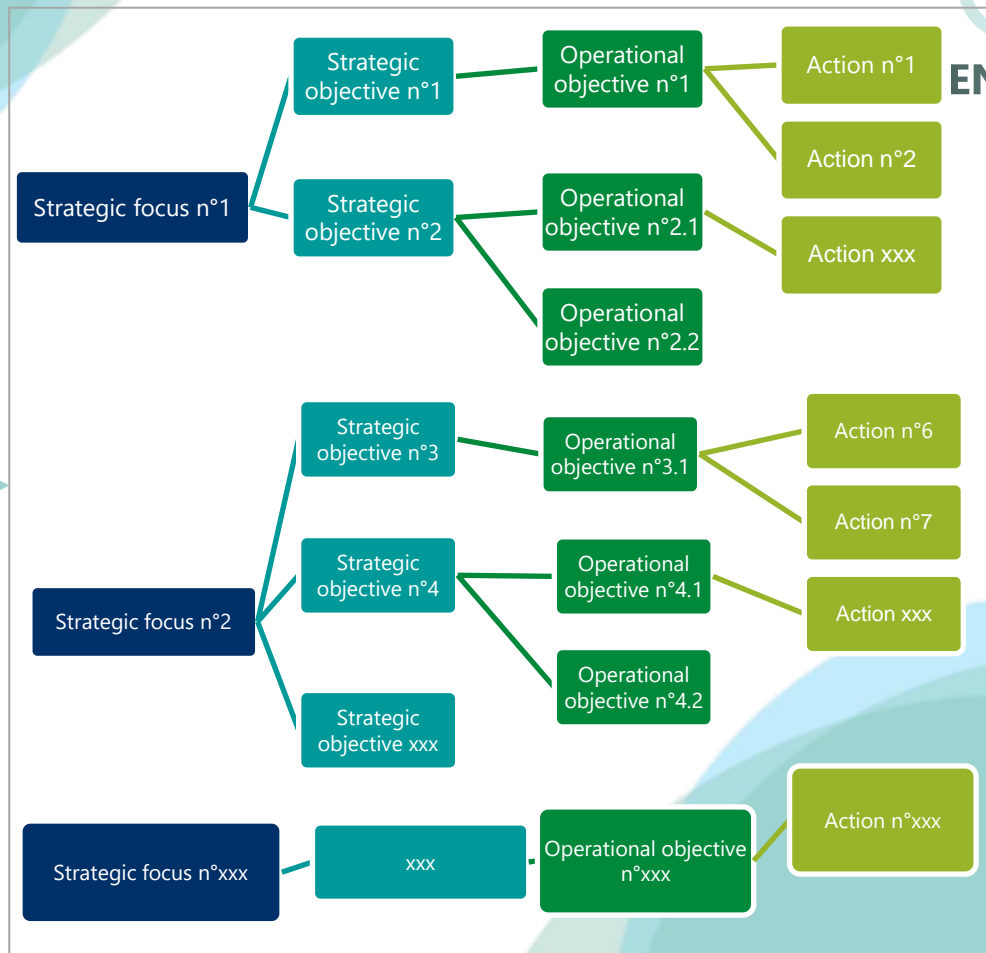 Strategic
objective n°1
Operational
objective n°1
Action n°1
EN
Action n°2
Strategic focus n°1
Strategic
objective n°2
Operational
objective n°2.1
Action xxx
Operational
objective n°2.2
Strategic
objective n°3
Operational
objective n°3.1
Action n°6
Action n°7
Strategic focus n°2
Strategic
objective n°4
Operational
objective n°4.1
Action xxx
Operational
objective n°4.2
Strategic
objective xxx
Strategic focus n°xxx
xxx
Operational objective
n°xxx
Action n°xxx